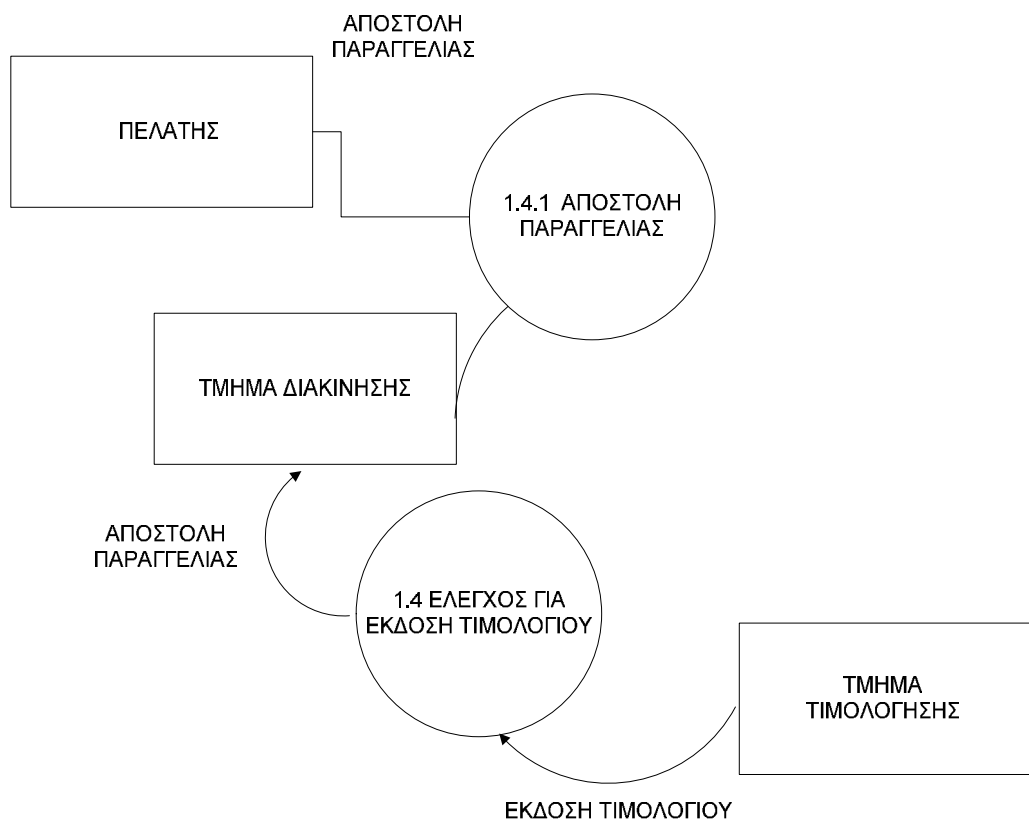 ΑΠΟΣΤΟΛΗ
ΠΑΡΑΓΓΕΛΙΑΣ
ΠΕΛΑΤΗΣ
1.4.1 ΑΠΟΣΤΟΛΗ
ΠΑΡΑΓΓΕΛΙΑΣ
ΤΜΗΜΑ ΔΙΑΚΙΝΗΣΗΣ
ΑΠΟΣΤΟΛΗ
ΠΑΡΑΓΓΕΛΙΑΣ
1.4 ΕΛΕΓΧΟΣ ΓΙΑ
ΕΚΔΟΣΗ ΤΙΜΟΛΟΓΙΟΥ
ΤΜΗΜΑ
ΤΙΜΟΛΟΓΗΣΗΣ
ΕΚΔΟΣΗ ΤΙΜΟΛΟΓΙΟΥ